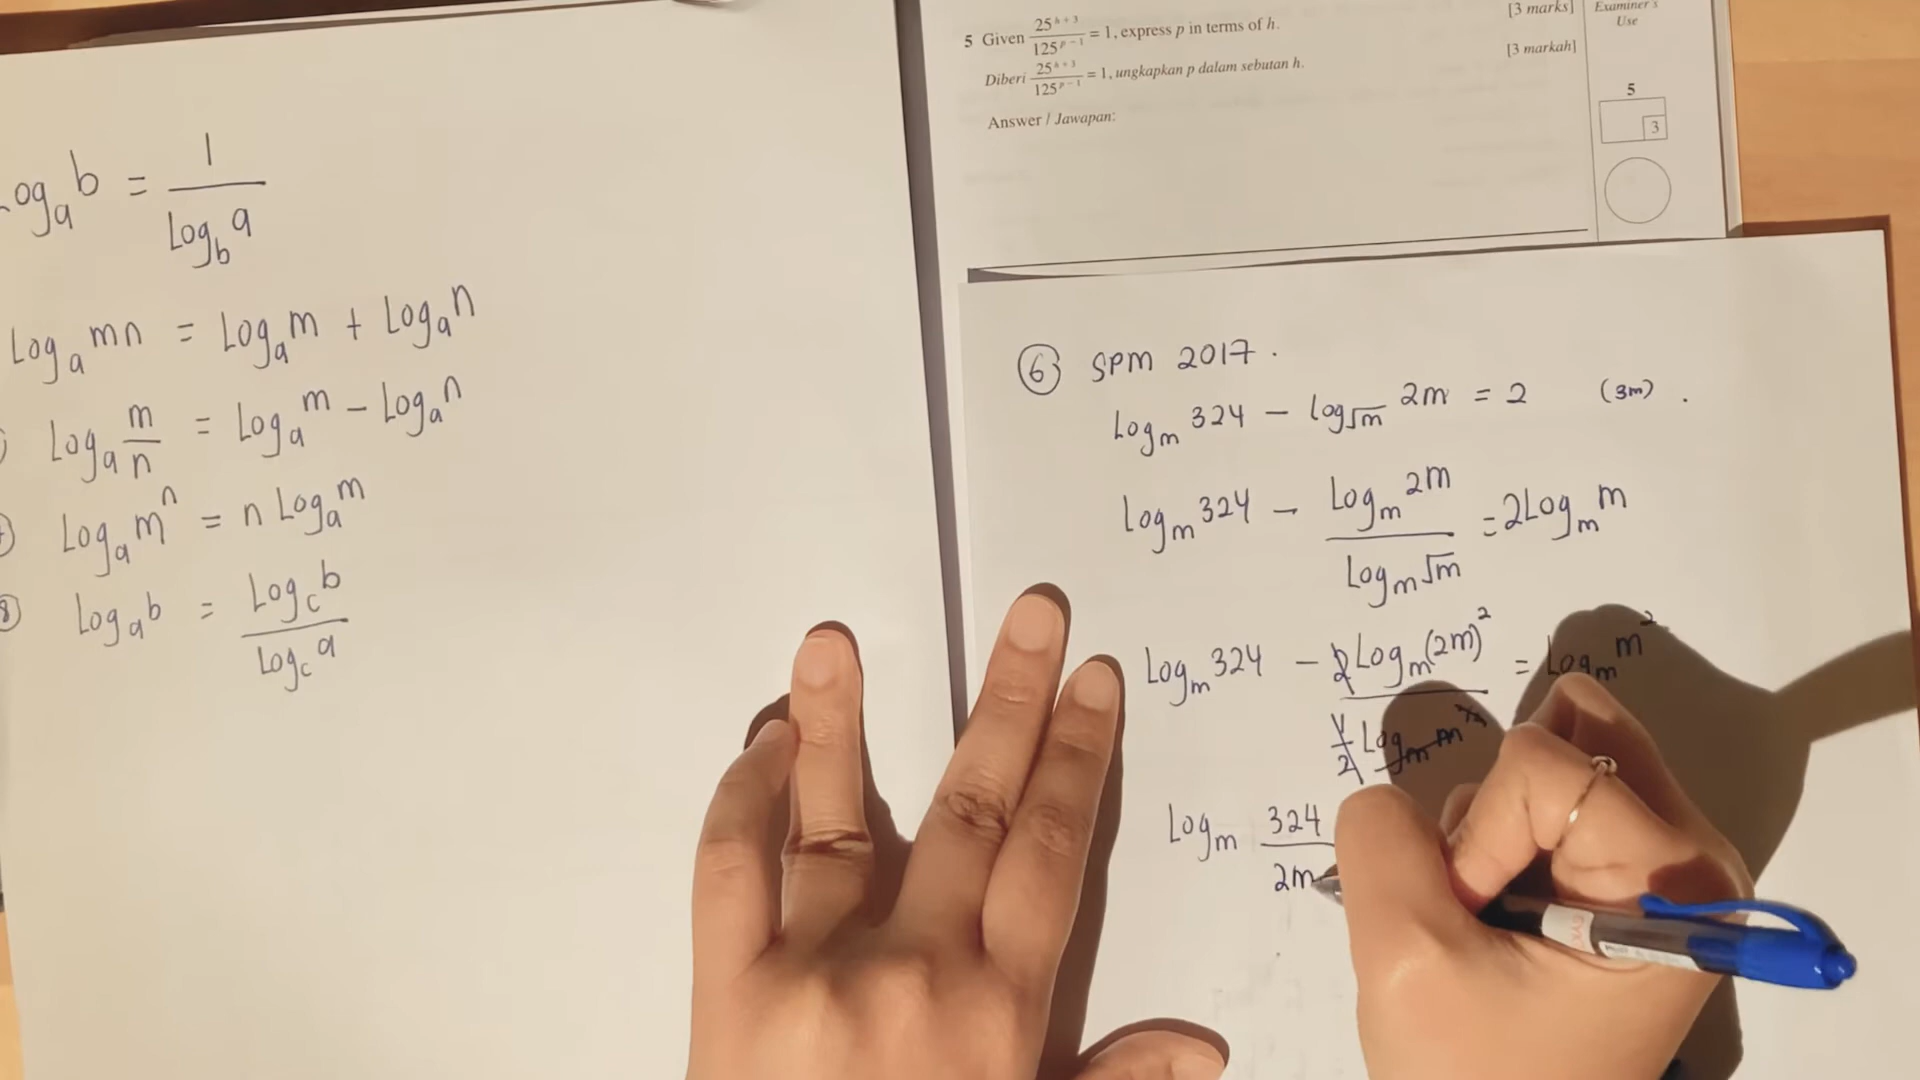 Log_a b = 1 / Log_b a
Log_a mn = Log_a m + Log_a n
Log_a m/n = Log_a m - Log_a n
Log_a m^n = n Log_a m
8 Log_a b = Log_c b / Log_c a
[3 marks]
Examiner's
Use
5 Given 25^(h+3) / 125^(p-1) = 1, express p in terms of h.
[3 markah]
Diberi 25^(h+3) / 125^(p-1) = 1, ungkapkan p dalam sebutan h.
Answer / Jawapan:
5
3
6 SPM 2017.
Log_m 324 - log_√m 2m = 2 (3m).
Log_m 324 - Log_m 2m / Log_m √m = 2Log_m m
Log_m 324 - 2Log_m (2m)^2 / 1/2 Log_m m^1/2 = Log_m m^2
Log_m 324 / 2m